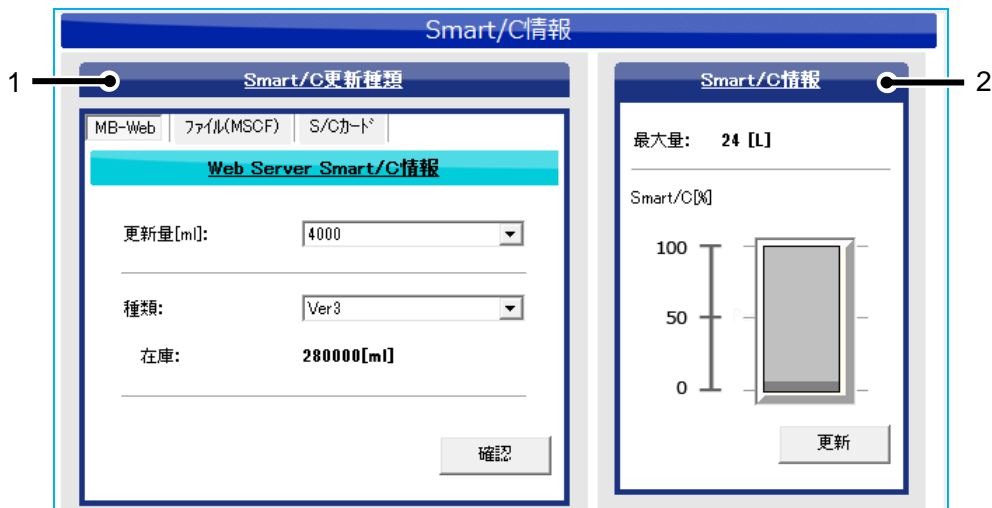 Smart/C情報
1
Smart/C更新種類
MB-Web ファイル(MSCF) S/Cカード
Web Server Smart/C情報
更新量[ml]: 4000
種類: Ver3
在庫: 280000[ml]
確認
Smart/C情報
2
最大量: 24 [L]
Smart/C[%]
100
50
0
更新